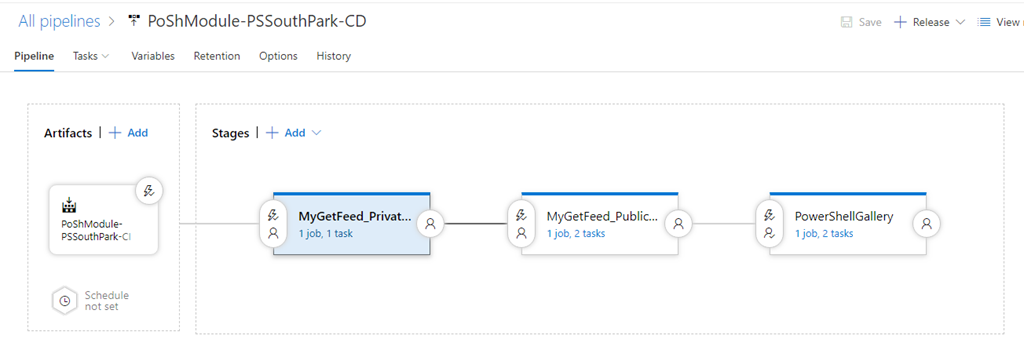 All pipelines > PoShModule-PSSouthPark-CD
Save + Release View
Pipeline Tasks Variables Retention Options History
Artifacts | + Add
Stages | + Add
PoShModule-
PSSouthPark-CI
MyGetFeed_Privat...
1 job, 1 task
MyGetFeed_Public...
1 job, 2 tasks
PowerShellGallery
1 job, 2 tasks
Schedule
not set